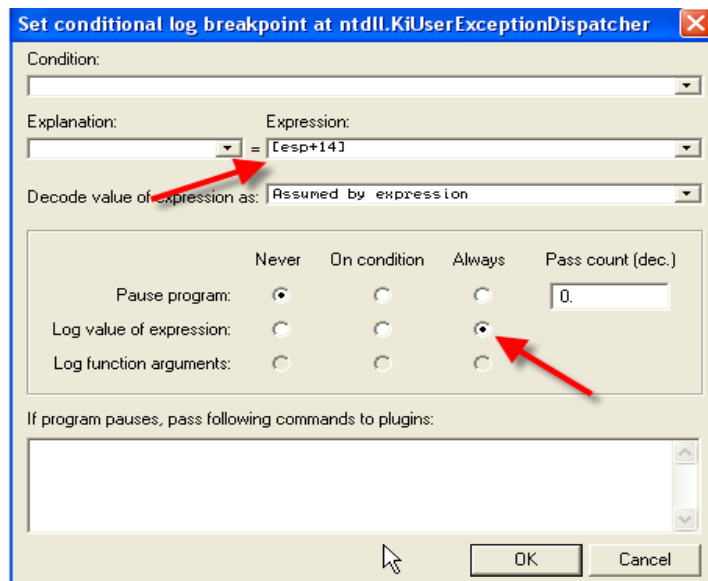 Set conditional log breakpoint at ntdll.KiUserExceptionDispatcher
Condition:
Explanation: Expression:
= [esp+14]
Decode value of expression as: Assumed by expression
Never On condition Always Pass count (dec.)
Pause program: 0.
Log value of expression:
Log function arguments:
If program pauses, pass following commands to plugins:
OK Cancel